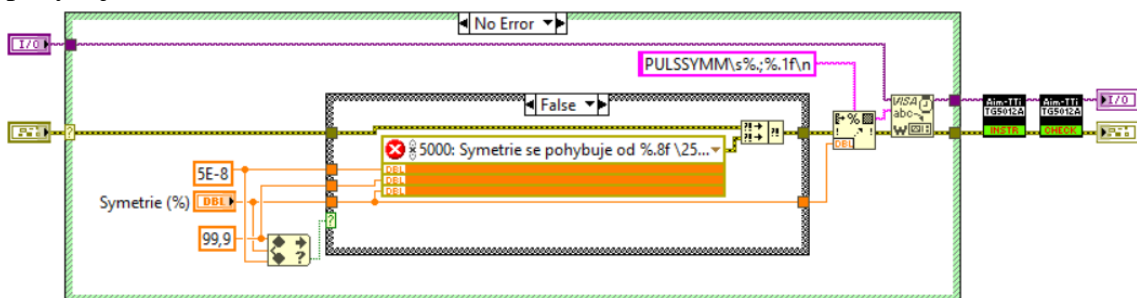 No Error
I/O
PULSSYMM\s%.;%.1f\n
False
VISA
abc
W
Aim-TTi
TG5012A
INSTR
Aim-TTi
TG5012A
CHECK
I/O
5000: Symetrie se pohybuje od %.8f \25...
DBL
DBL
DBL
DBL
5E-8
Symetrie (%)
DBL
99,9